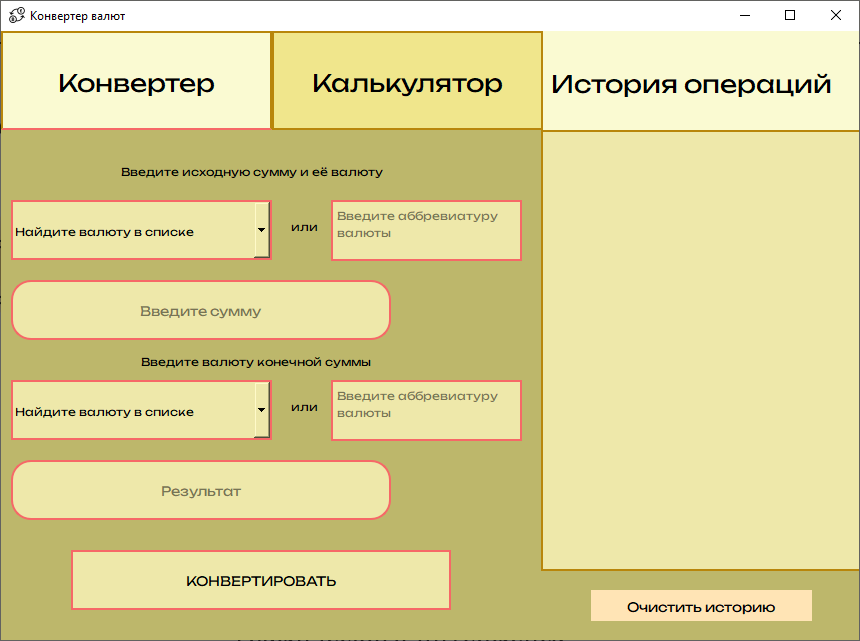 Конвертер валют
Конвертер
Калькулятор
История операций
Введите исходную сумму и её валюту
Найдите валюту в списке
или
Введите аббревиатуру
валюты
Введите сумму
Введите валюту конечной суммы
Найдите валюту в списке
или
Введите аббревиатуру
валюты
Результат
КОНВЕРТИРОВАТЬ
Очистить историю